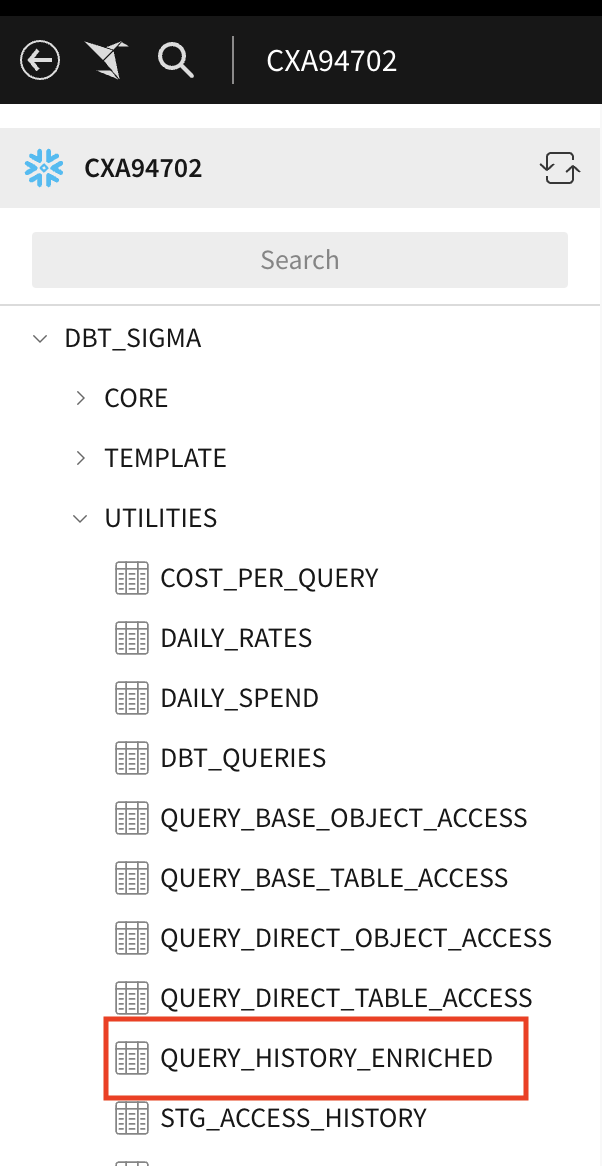 CXA94702
CXA94702
Search
DBT_SIGMA
CORE
TEMPLATE
UTILITIES
COST_PER_QUERY
DAILY_RATES
DAILY_SPEND
DBT_QUERIES
QUERY_BASE_OBJECT_ACCESS
QUERY_BASE_TABLE_ACCESS
QUERY_DIRECT_OBJECT_ACCESS
QUERY_DIRECT_TABLE_ACCESS
QUERY_HISTORY_ENRICHED
STG_ACCESS_HISTORY